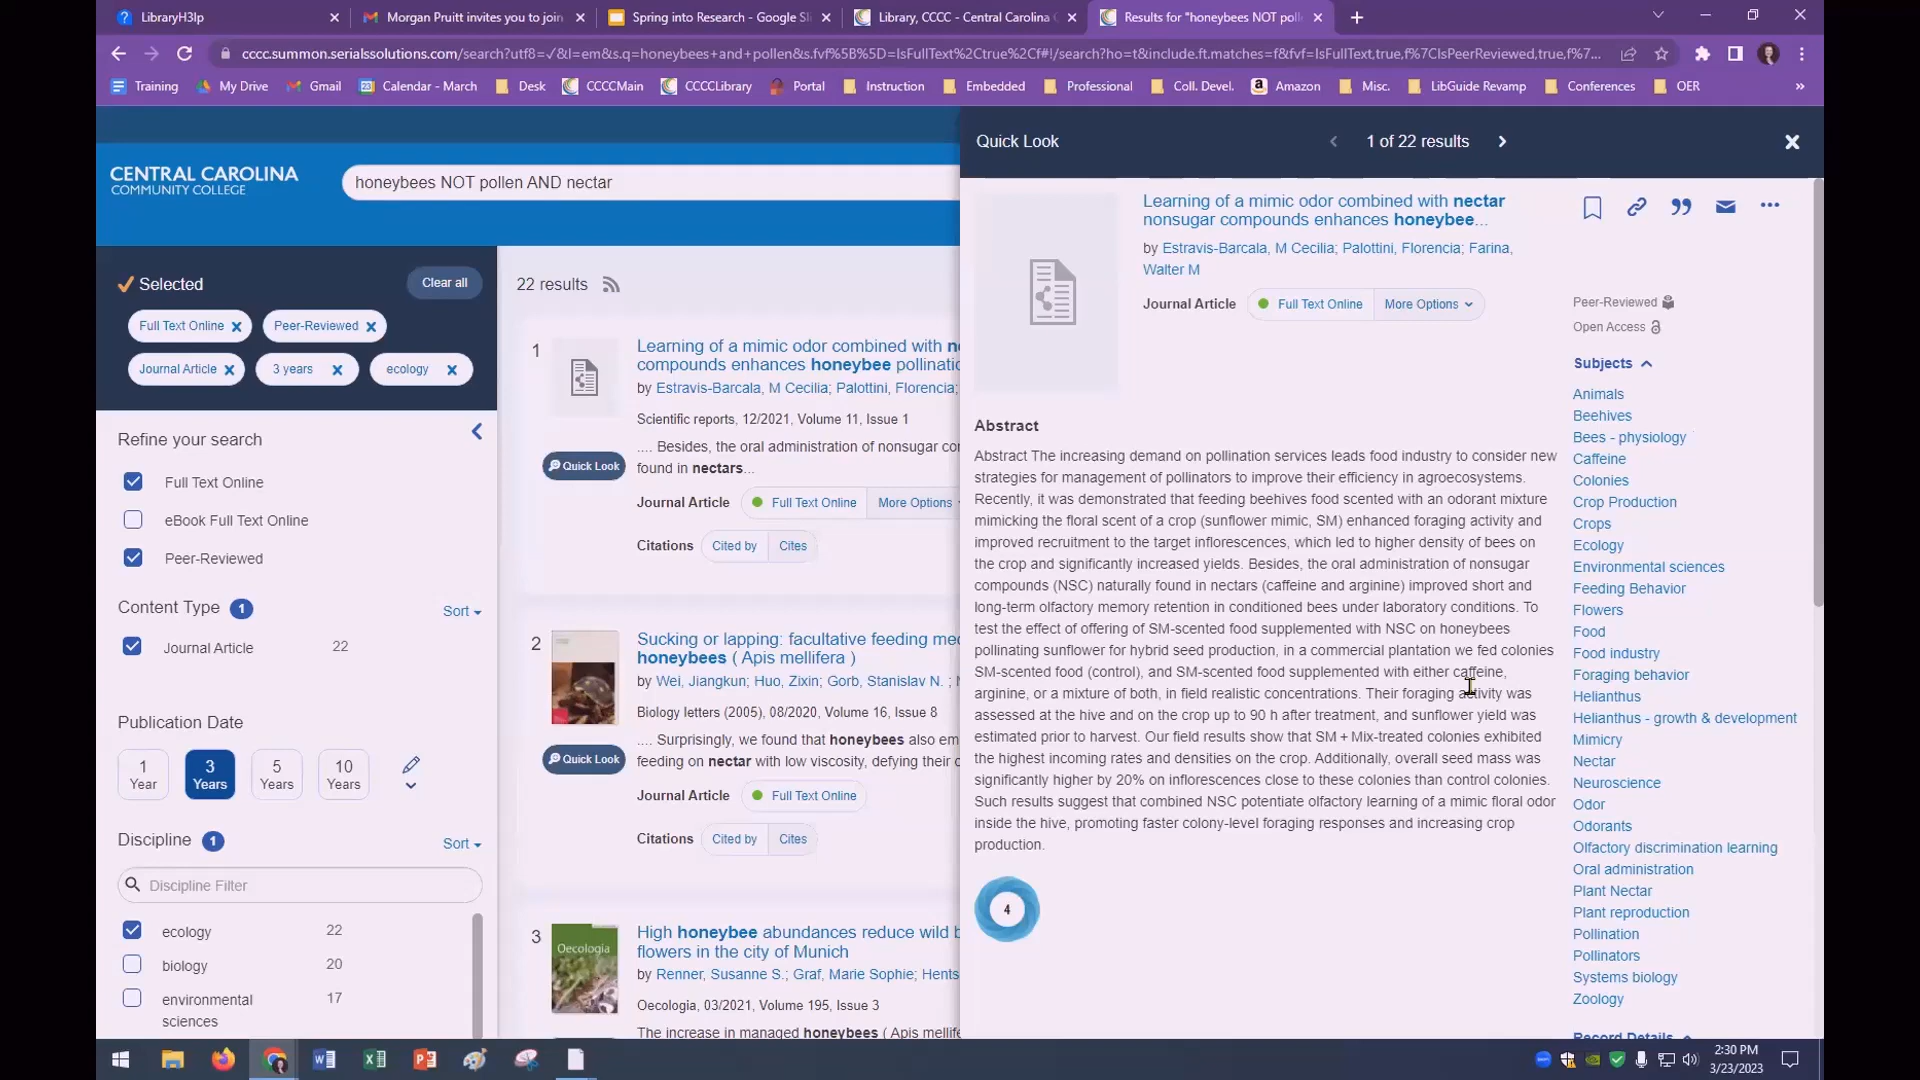 LibraryH3lp
Morgan Pruitt invites you to join
Spring into Research - Google Sl
Library, CCCC - Central Carolina
Results for "honeybees NOT poll
cccc.summon.serialssolutions.com/search?utf8=✓&l=em&s.q=honeybees+and+pollen&s.fvf%5B%5D=IsFullText%2Ctrue%2Cf#!/search?ho=t&include.ft.matches=f&fvf=IsFullText,true,f%7CIsPeerReviewed,true,f%7...
Training
My Drive
Gmail
Calendar - March
Desk
CCCCMain
CCCCLibrary
Portal
Instruction
Embedded
Professional
Coll. Devel.
Amazon
Misc.
LibGuide Revamp
Conferences
OER
CENTRAL CAROLINA
COMMUNITY COLLEGE
honeybees NOT pollen AND nectar
Selected
Clear all
Full Text Online
Peer-Reviewed
Journal Article
3 years
ecology
Refine your search
Full Text Online
eBook Full Text Online
Peer-Reviewed
Content Type 1
Sort
Journal Article 22
Publication Date
1 Year
3 Years
5 Years
10 Years
Discipline 1
Sort
Discipline Filter
ecology 22
biology 20
environmental 17
sciences
22 results
1
Learning of a mimic odor combined with
compounds enhances honeybee pollinatio
by Estravis-Barcala, M Cecilia; Palottini, Florencia;
Scientific reports, 12/2021, Volume 11, Issue 1
.... Besides, the oral administration of nonsugar
found in nectars...
Quick Look
Journal Article
Full Text Online
More Options
Citations
Cited by
Cites
2
Sucking or lapping: facultative feeding
honeybees ( Apis mellifera )
by Wei, Jiangkun; Huo, Zixin; Gorb, Stanislav N. ;
Biology letters (2005), 08/2020, Volume 16, Issue 8
.... Surprisingly, we found that honeybees also em
feeding on nectar with low viscosity, defying their
Quick Look
Journal Article
Full Text Online
Citations
Cited by
Cites
3
Oecologia
High honeybee abundances reduce wild
flowers in the city of Munich
by Renner, Susanne S.; Graf, Marie Sophie; Hents
Oecologia, 03/2021, Volume 195, Issue 3
The increase in managed honeybees ( Apis mellife
Quick Look
1 of 22 results
Learning of a mimic odor combined with nectar
nonsugar compounds enhances honeybee...
by Estravis-Barcala, M Cecilia; Palottini, Florencia; Farina,
Walter M
Journal Article
Full Text Online
More Options
Abstract
Abstract The increasing demand on pollination services leads food industry to consider new
strategies for management of pollinators to improve their efficiency in agroecosystems.
Recently, it was demonstrated that feeding beehives food scented with an odorant mixture
mimicking the floral scent of a crop (sunflower mimic, SM) enhanced foraging activity and
improved recruitment to the target inflorescences, which led to higher density of bees on
the crop and significantly increased yields. Besides, the oral administration of nonsugar
compounds (NSC) naturally found in nectars (caffeine and arginine) improved short and
long-term olfactory memory retention in conditioned bees under laboratory conditions. To
test the effect of offering of SM-scented food supplemented with NSC on honeybees
pollinating sunflower for hybrid seed production, in a commercial plantation we fed colonies
SM-scented food (control), and SM-scented food supplemented with either caffeine,
arginine, or a mixture of both, in field realistic concentrations. Their foraging activity was
assessed at the hive and on the crop up to 90 h after treatment, and sunflower yield was
estimated prior to harvest. Our field results show that SM + Mix-treated colonies exhibited
the highest incoming rates and densities on the crop. Additionally, overall seed mass was
significantly higher by 20% on inflorescences close to these colonies than control colonies.
Such results suggest that combined NSC potentiate olfactory learning of a mimic floral odor
inside the hive, promoting faster colony-level foraging responses and increasing crop
production.
4
Peer-Reviewed
Open Access
Subjects
Animals
Beehives
Bees - physiology
Caffeine
Colonies
Crop Production
Crops
Ecology
Environmental sciences
Feeding Behavior
Flowers
Food
Food industry
Foraging behavior
Helianthus
Helianthus - growth & development
Mimicry
Nectar
Neuroscience
Odor
Odorants
Olfactory discrimination learning
Oral administration
Plant Nectar
Plant reproduction
Pollination
Pollinators
Systems biology
Zoology
Record Details
2:30 PM
3/23/2023